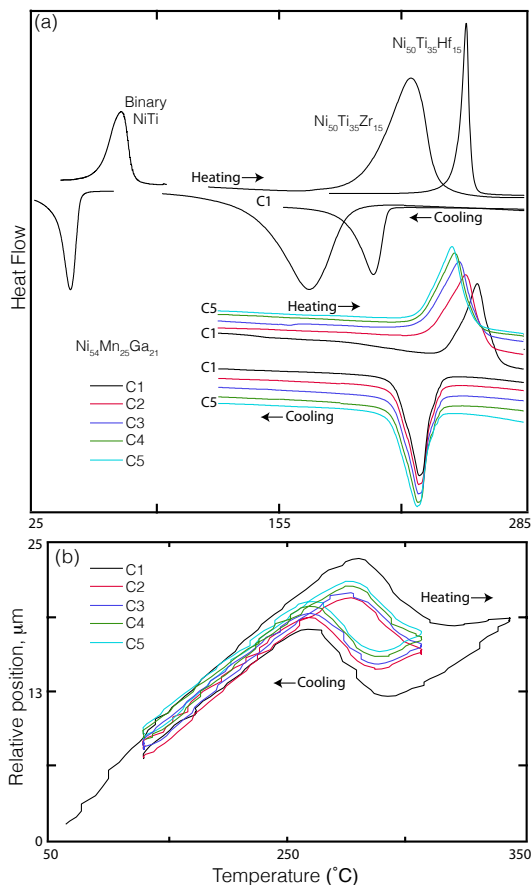 (a)
Ni50Ti35Hf15
Binary
NiTi
Ni50Ti35Zr15
Heating
C1
Cooling
Heat Flow
C5
Heating
C1
Ni54Mn25Ga21
C1
C1
C2
C3
C4
C5
C5
Cooling
25 155 285
25
(b)
C1
C2
C3
C4
C5
Heating
Cooling
13
Relative position, μm
0
50 150 250 350
Temperature (°C)